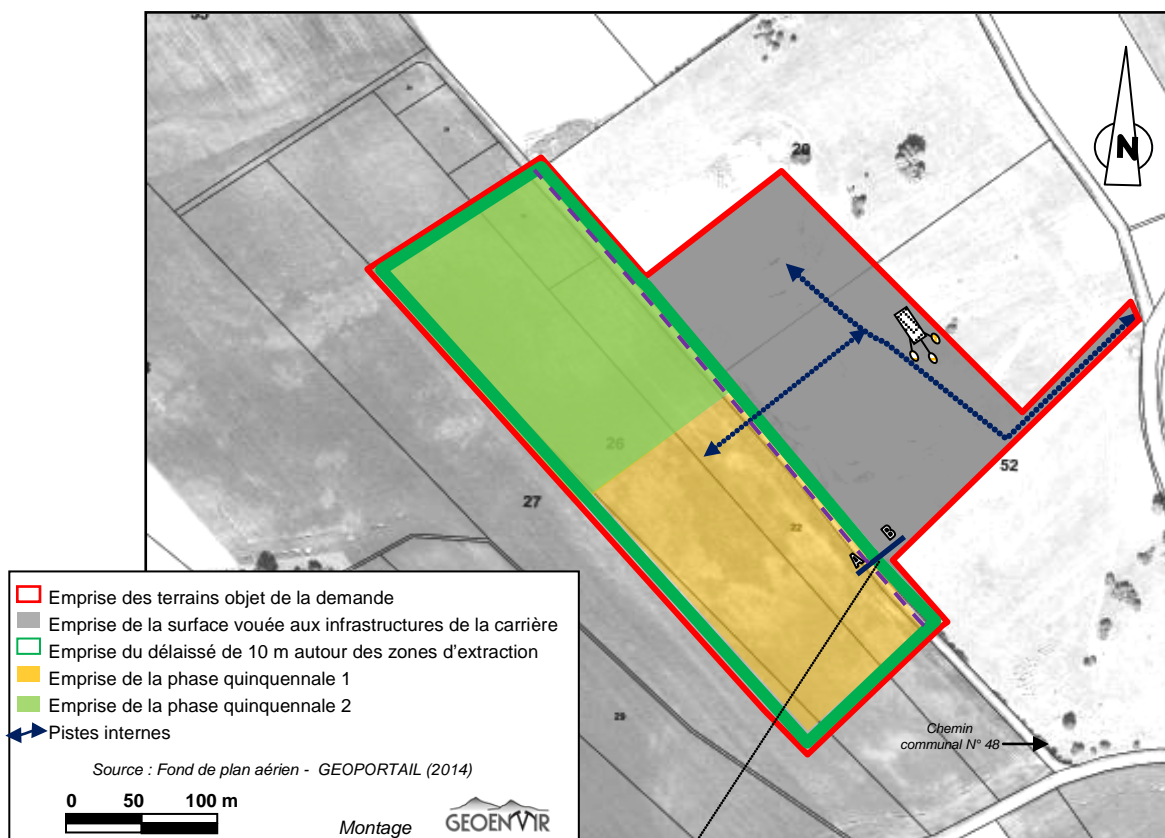 N
20
52
26
27
22
29
A
B
Chemin
communal N° 48
Emprise des terrains objet de la demande
Emprise de la surface vouée aux infrastructures de la carrière
Emprise du délaissé de 10 m autour des zones d'extraction
Emprise de la phase quinquennale 1
Emprise de la phase quinquennale 2
Pistes internes
Source : Fond de plan aérien - GEOPORTAIL (2014)
0 50 100 m
Montage
GEOENVIR